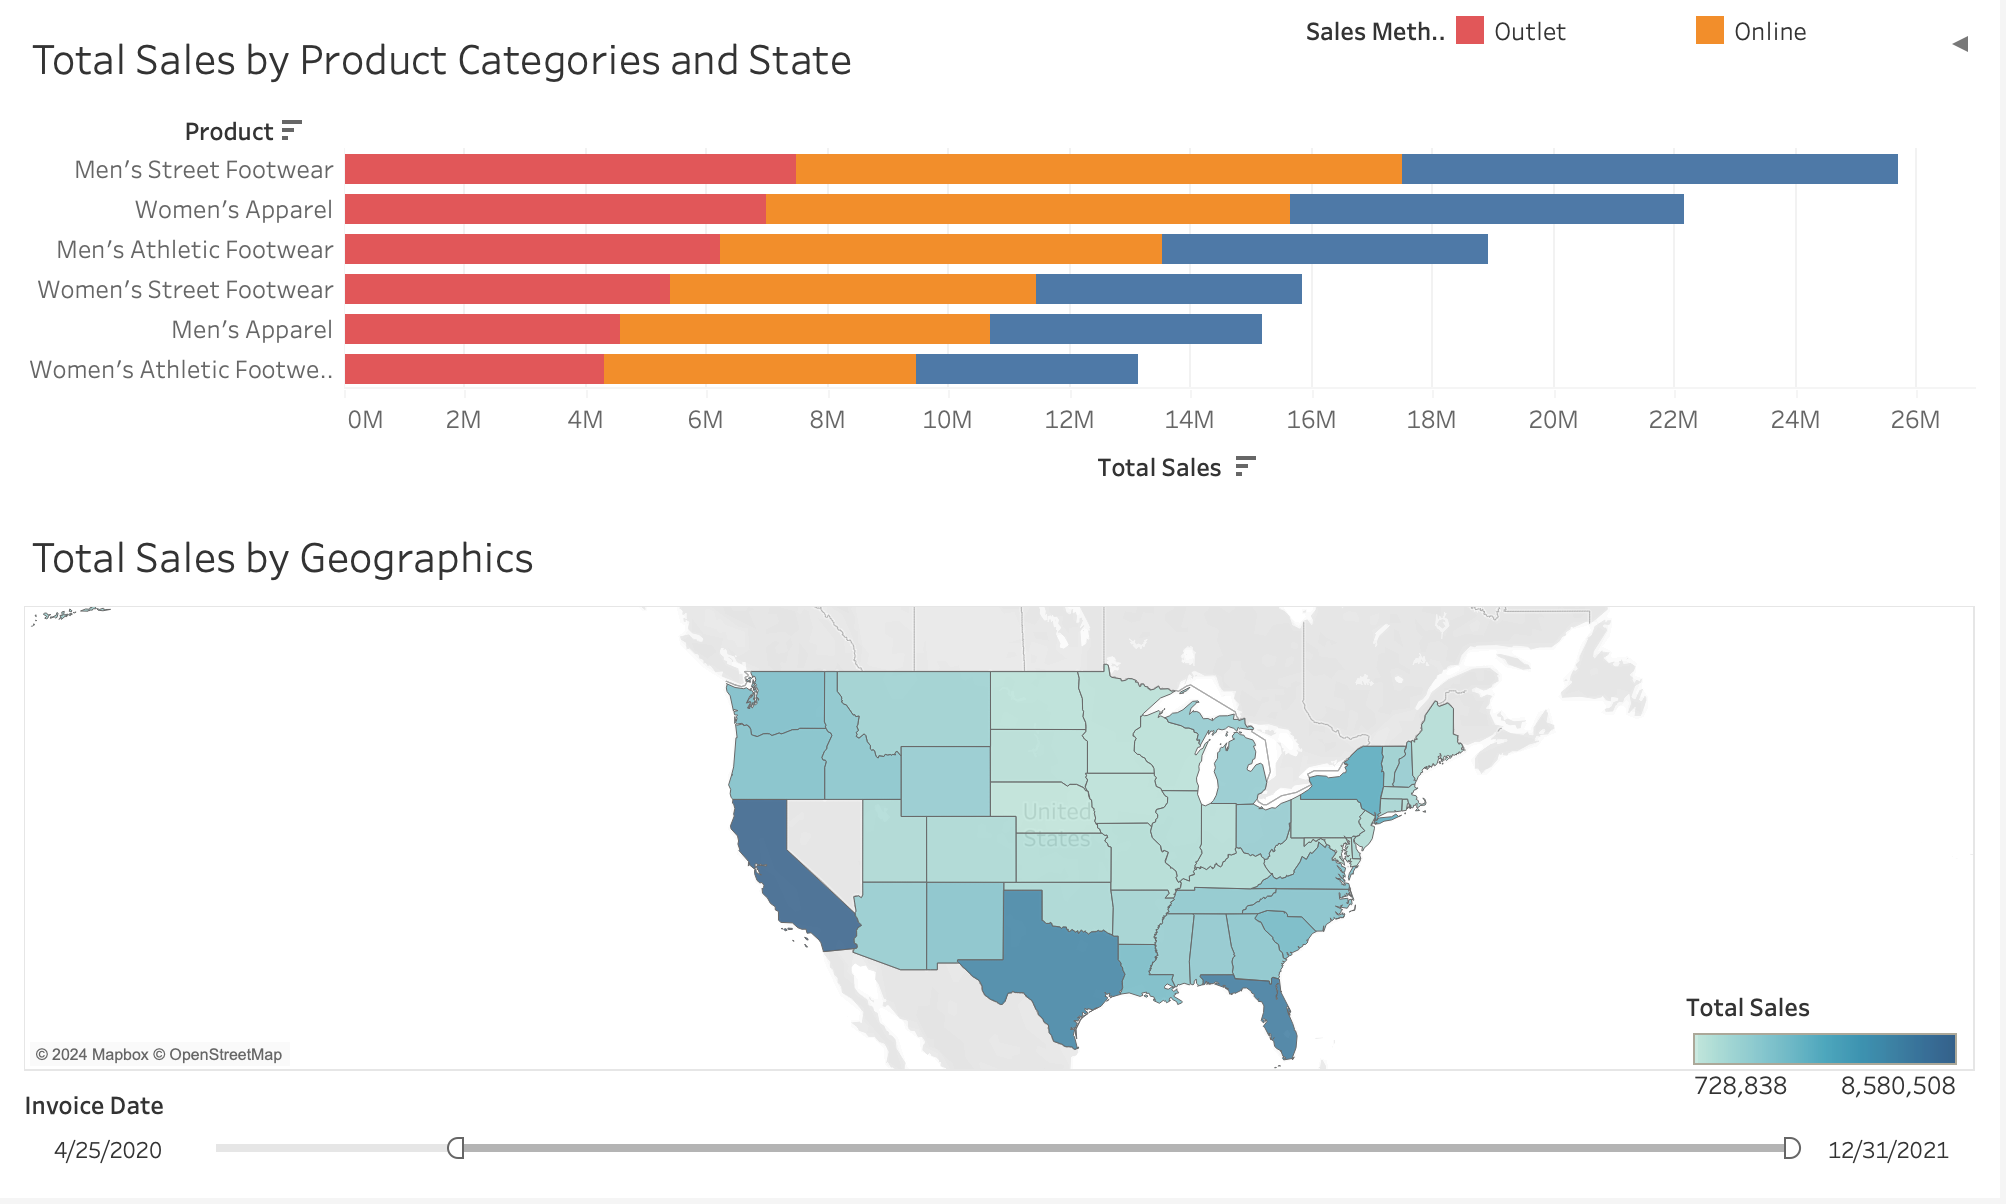 Sales Meth.. Outlet Online
Total Sales by Product Categories and State
Product
Men's Street Footwear
Women's Apparel
Men's Athletic Footwear
Women's Street Footwear
Men's Apparel
Women's Athletic Footwe..
0M 2M 4M 6M 8M 10M 12M 14M 16M 18M 20M 22M 24M 26M
Total Sales
Total Sales by Geographics
United
States
Total Sales
728,838 8,580,508
© 2024 Mapbox © OpenStreetMap
Invoice Date
4/25/2020 12/31/2021